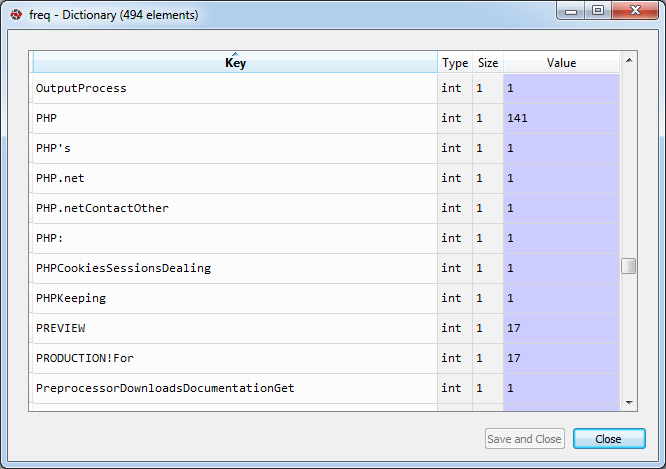 freq - Dictionary (494 elements)
Key Type Size Value
OutputProcess int 1 1
PHP int 1 141
PHP's int 1 1
PHP.net int 1 1
PHP.netContactOther int 1 1
PHP: int 1 1
PHPCookiesSessionsDealing int 1 1
PHPKeeping int 1 1
PREVIEW int 1 17
PRODUCTION!For int 1 17
PreprocessorDownloadsDocumentationGet int 1 1
Save and Close Close